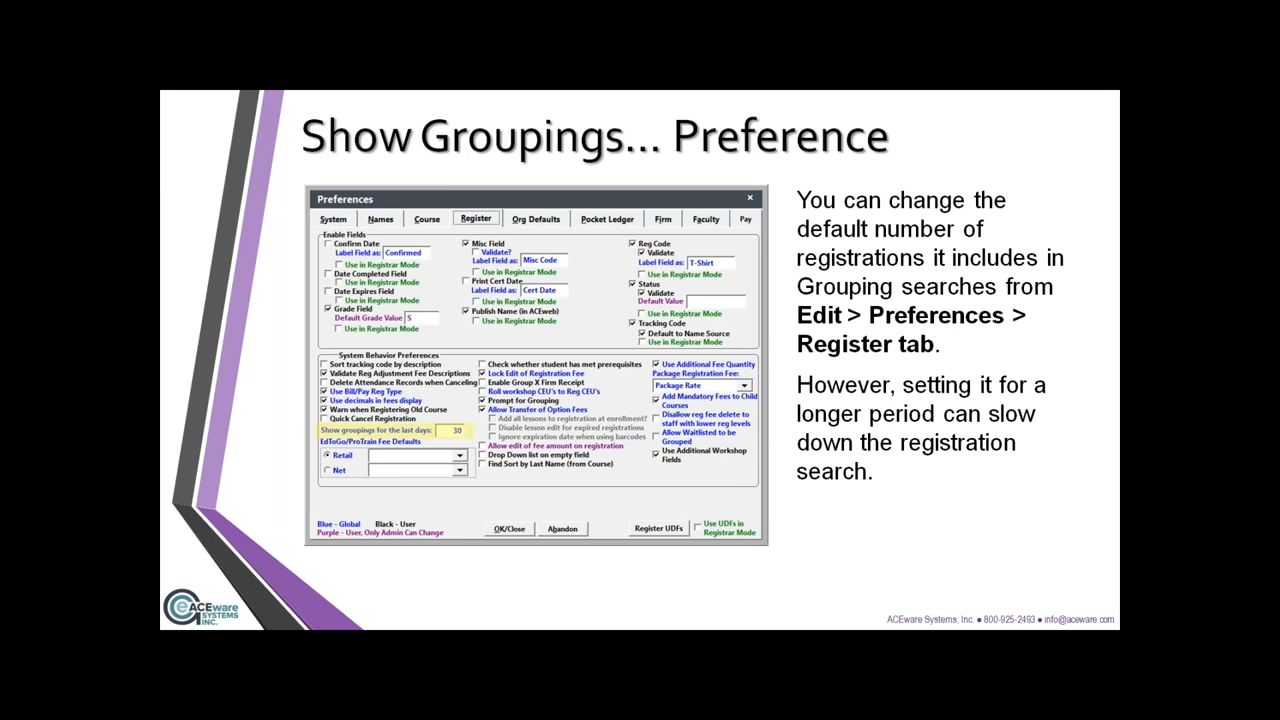 Show Groupings... Preference
Preferences
×
System Names Course Register Org Defaults Pocket Ledger Firm Faculty Pay
Enable Fields
Confirm Date
Label Field as: Confirmed
Use in Registrar Mode
Date Completed Field
Use in Registrar Mode
Date Expires Field
Use in Registrar Mode
Grade Field
Default Grade Value S
Use in Registrar Mode
Misc Field
Validate?
Label Field as: Misc Code
Use in Registrar Mode
Print Cert Date
Label Field as: Cert Date
Use in Registrar Mode
Publish Name (in ACEweb)
Use in Registrar Mode
Reg Code
Validate
Label Field as: T-Shirt
Use in Registrar Mode
Status
Validate
Default Value
Use in Registrar Mode
Tracking Code
Default to Name Source
Use in Registrar Mode
System Behavior Preferences
Sort tracking code by description
Validate Reg Adjustment Fee Descriptions
Delete Attendance Records when Canceling
Use Bill/Pay Reg Type
Use decimals in fees display
Warn when Registering Old Course
Quick Cancel Registration
Show groupings for the last days: 30
EdToGo/ProTrain Fee Defaults
Retail
Net
Check whether student has met prerequisites
Lock Edit of Registration Fee
Enable Group X Firm Receipt
Roll workshop CEU's to Reg CEU's
Prompt for Grouping
Allow Transfer of Option Fees
Add all lessons to registration at enrollment?
Disable lesson edit for expired registrations
Ignore expiration date when using barcodes
Allow edit of fee amount on registration
Drop Down list on empty field
Find Sort by Last Name (from Course)
Use Additional Fee Quantity
Package Registration Fee:
Package Rate
Add Mandatory Fees to Child
Courses
Disallow reg fee delete to
staff with lower reg levels
Allow Waitlisted to be
Grouped
Use Additional Workshop
Fields
Blue - Global Black - User
Purple - User, Only Admin Can Change
OK/Close Abandon Register UDFs
Use UDFs in
Registrar Mode
You can change the
default number of
registrations it includes in
Grouping searches from
Edit > Preferences >
Register tab.
However, setting it for a
longer period can slow
down the registration
search.
ACEware
SYSTEMS
INC.
ACEware Systems, Inc. ● 800-925-2493 ● info@aceware.com